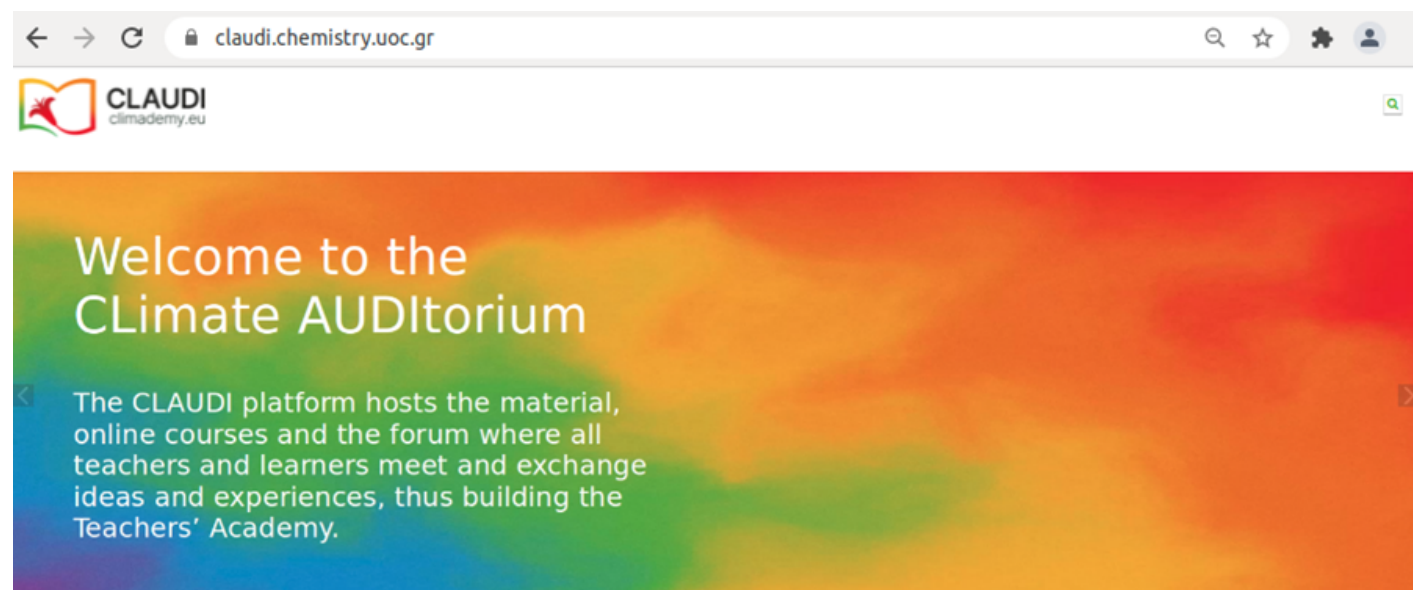 claudi.chemistry.uoc.gr
CLAUDI
climademy.eu
Welcome to the
CLimate AUDItorium
The CLAUDI platform hosts the material,
online courses and the forum where all
teachers and learners meet and exchange
ideas and experiences, thus building the
Teachers’ Academy.